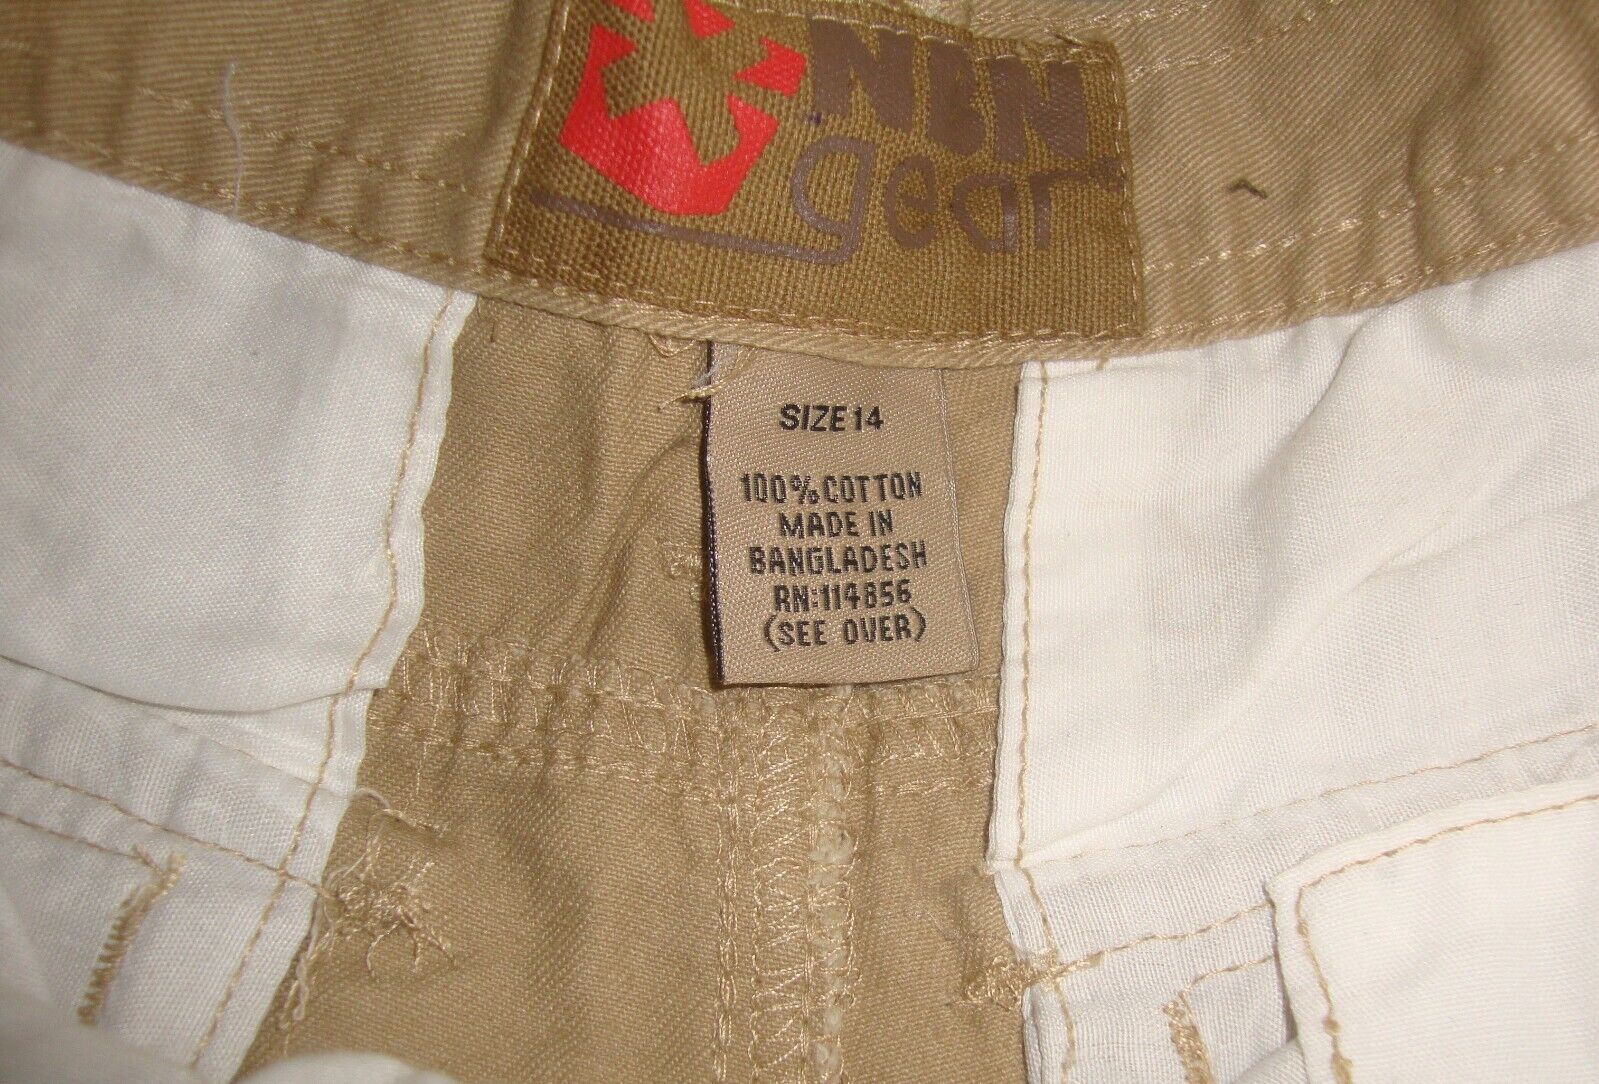 NBN
gear
SIZE 14
100% COTTON
MADE IN
BANGLADESH
RN:114856
(SEE OVER)